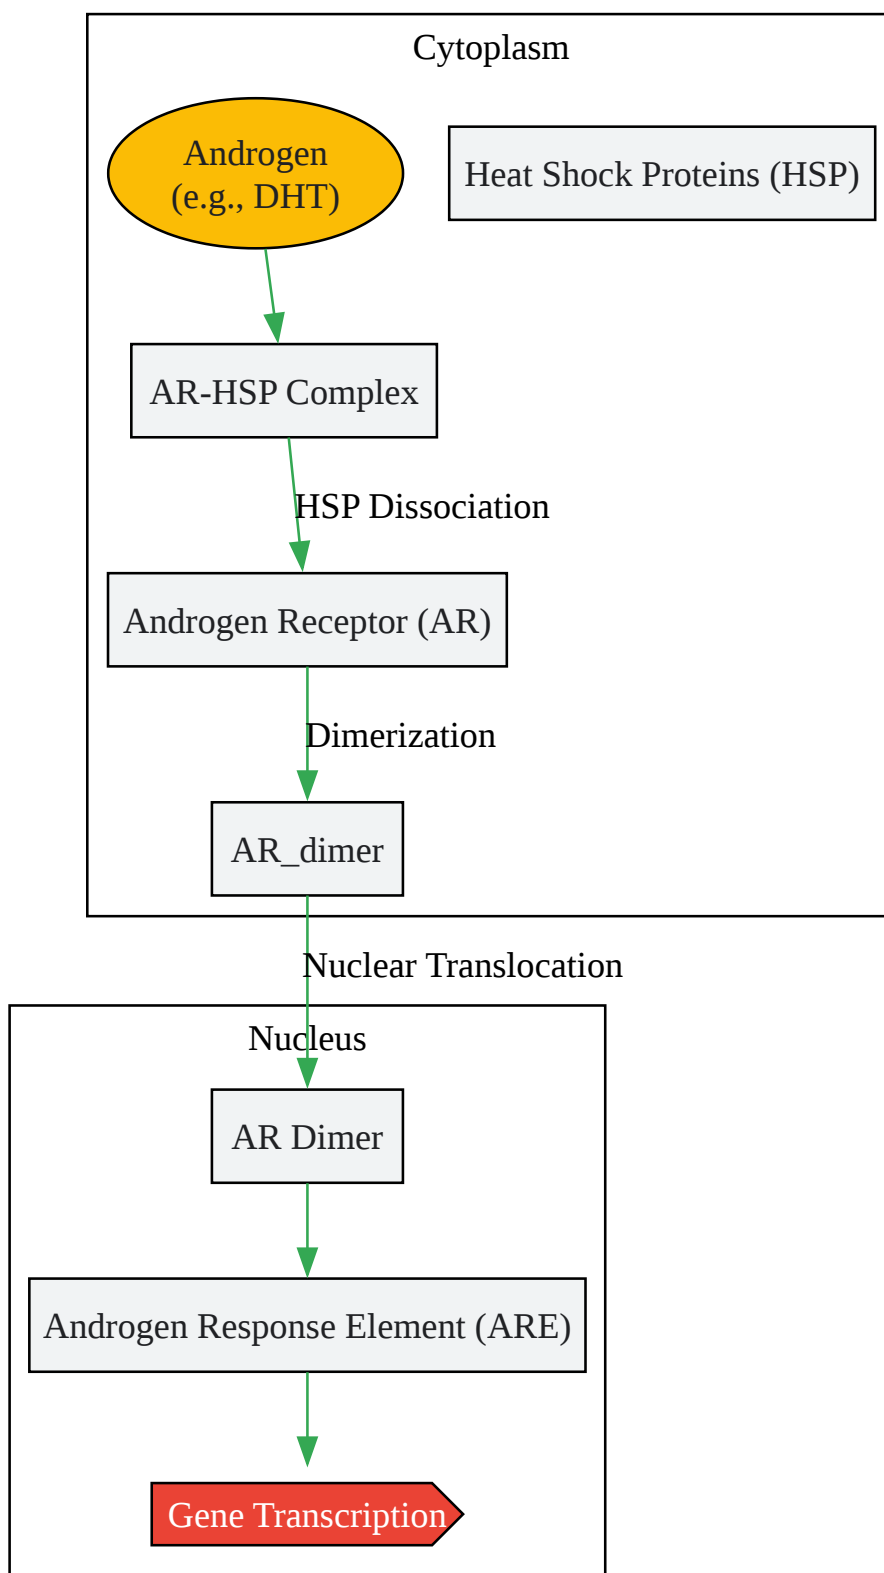 Cytoplasm
Androgen
(e.g., DHT)
Heat Shock Proteins (HSP)
AR-HSP Complex
HSP Dissociation
Androgen Receptor (AR)
Dimerization
AR_dimer
Nuclear Translocation
Nucleus
AR Dimer
Androgen Response Element (ARE)
Gene Transcription